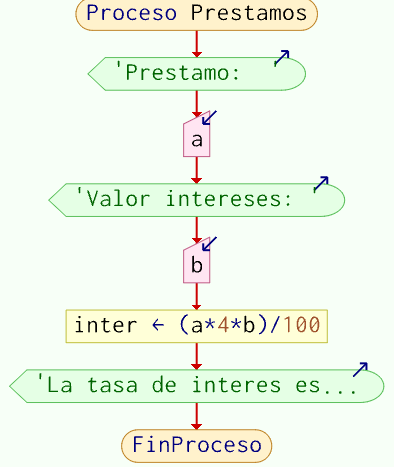 Proceso Prestamos
'Prestamo:  '
a
'Valor intereses: '
b
inter ← (a*4*b)/100
'La tasa de interes es...
FinProceso